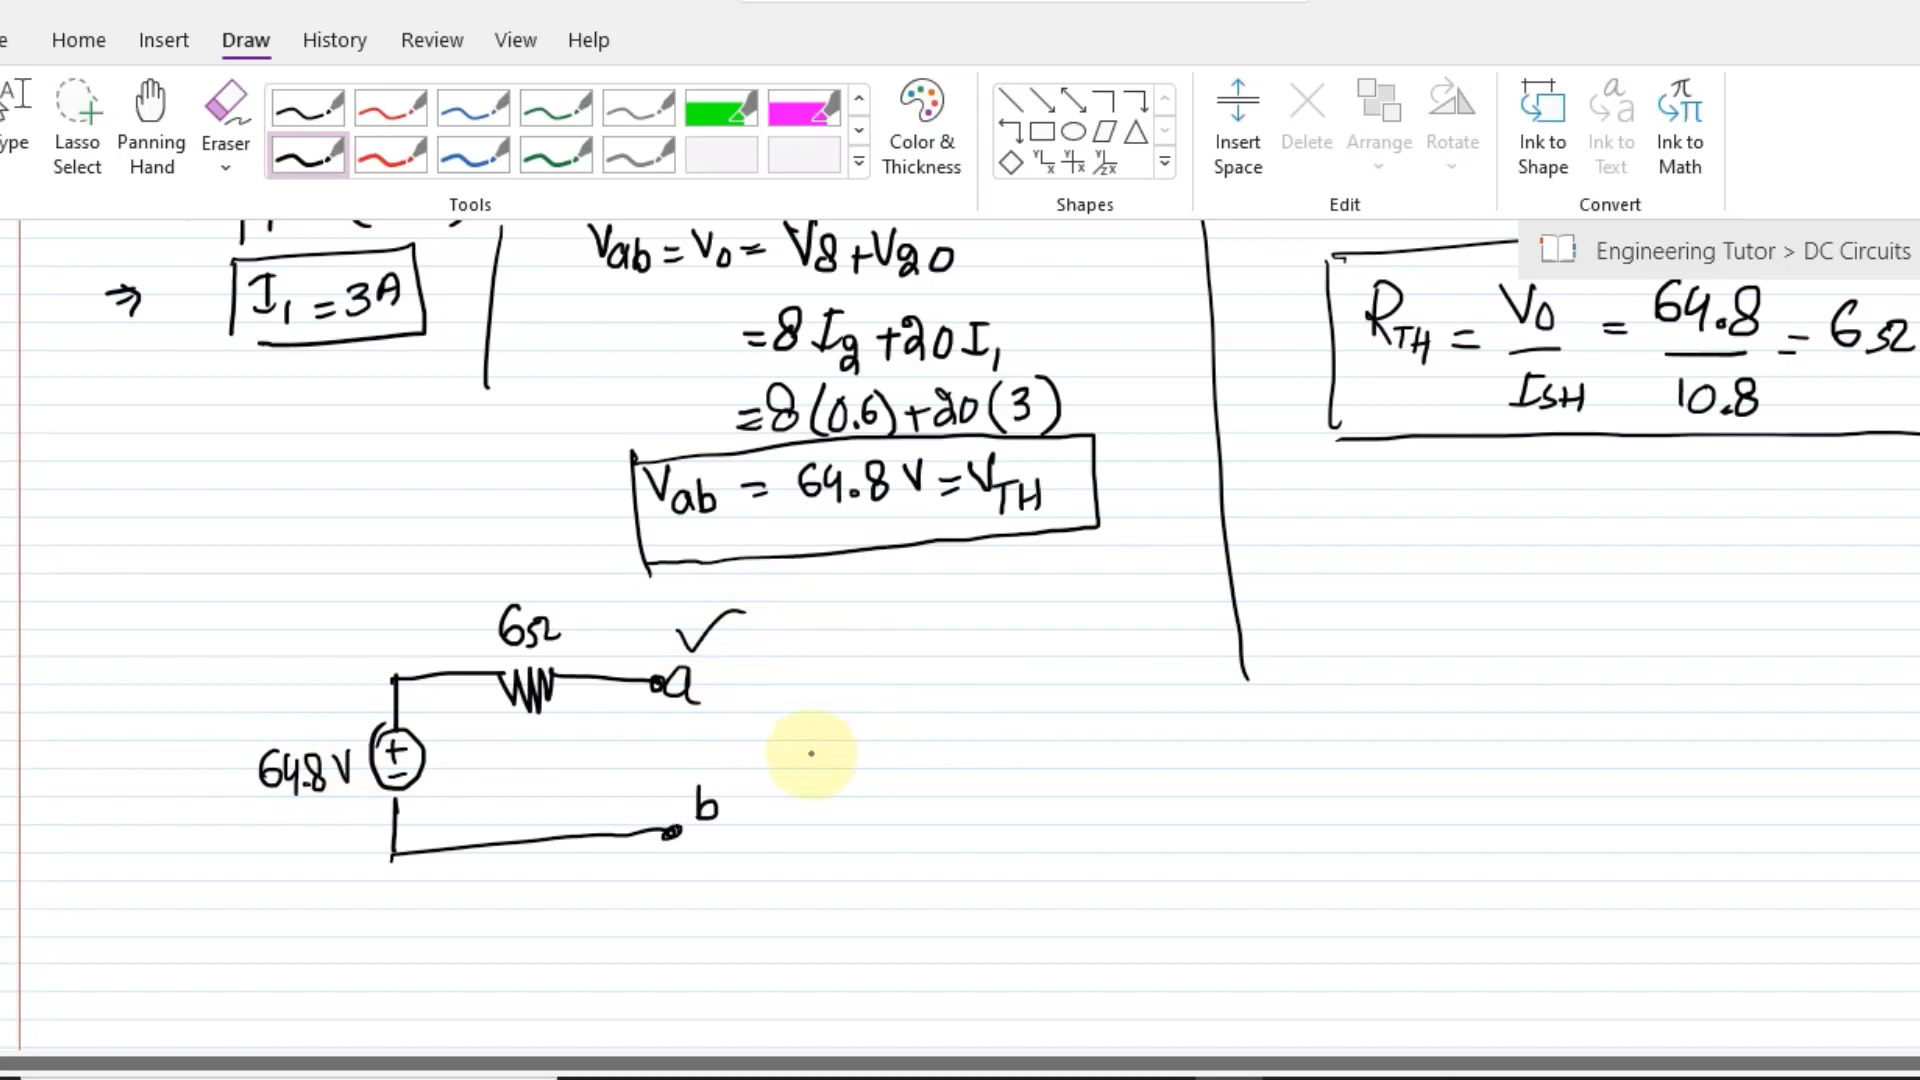 Home Insert Draw History Review View Help
Lasso Select
Panning Hand
Eraser
Color & Thickness
Insert Space
Delete
Arrange
Rotate
Ink to Shape
Ink to Text
Ink to Math
Tools
Shapes
Edit
Convert
Engineering Tutor > DC Circuits
⇒ I₁ = 3A
Vab = V0 = V8 + V20
= 8 I2 + 20 I₁
= 8 (0.6) + 20 (3)
Vab = 64.8 V = VTH
RTH = V0 / ISH = 64.8 / 10.8 = 6Ω
6Ω
a
64.8 V
+
−
b